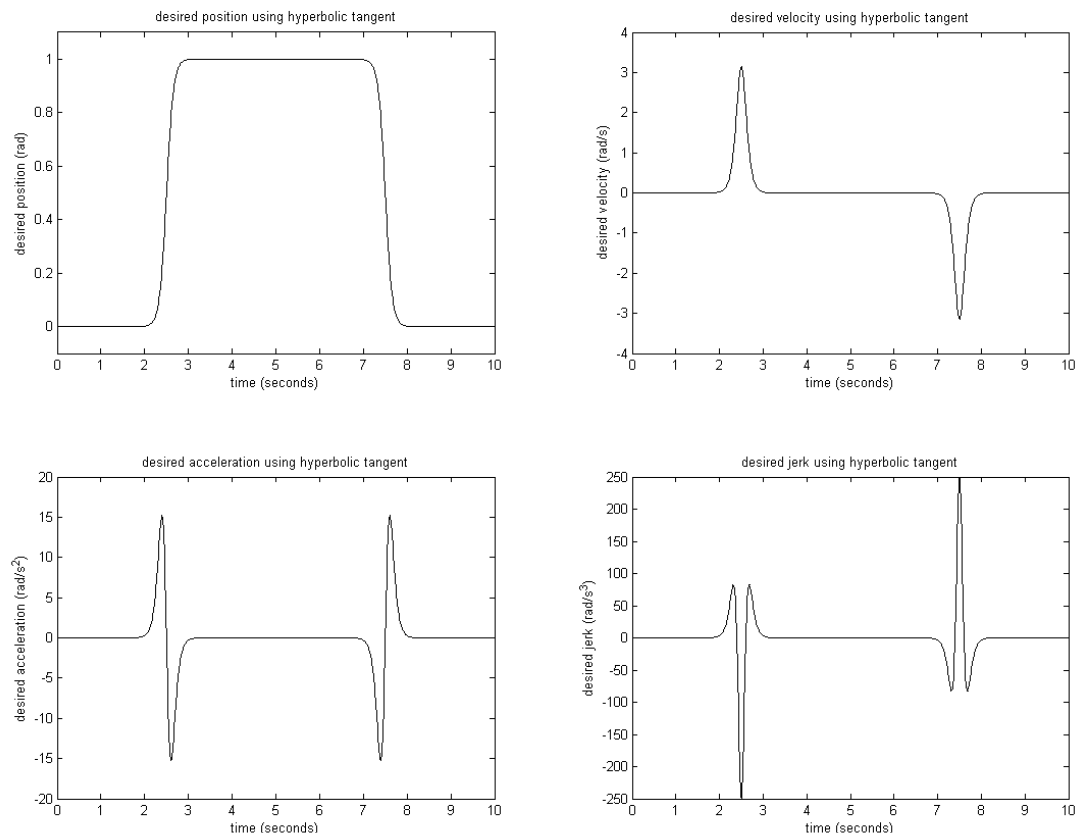 desired position using hyperbolic tangent
desired position (rad)
1
0.8
0.6
0.4
0.2
0
0 1 2 3 4 5 6 7 8 9 10
time (seconds)
desired velocity using hyperbolic tangent
desired velocity (rad/s)
4
3
2
1
0
-1
-2
-3
-4
0 1 2 3 4 5 6 7 8 9 10
time (seconds)
desired acceleration using hyperbolic tangent
desired acceleration (rad/s²)
20
15
10
5
0
-5
-10
-15
-20
0 1 2 3 4 5 6 7 8 9 10
time (seconds)
desired jerk using hyperbolic tangent
desired jerk (rad/s³)
250
200
150
100
50
0
-50
-100
-150
-200
-250
0 1 2 3 4 5 6 7 8 9 10
time (seconds)